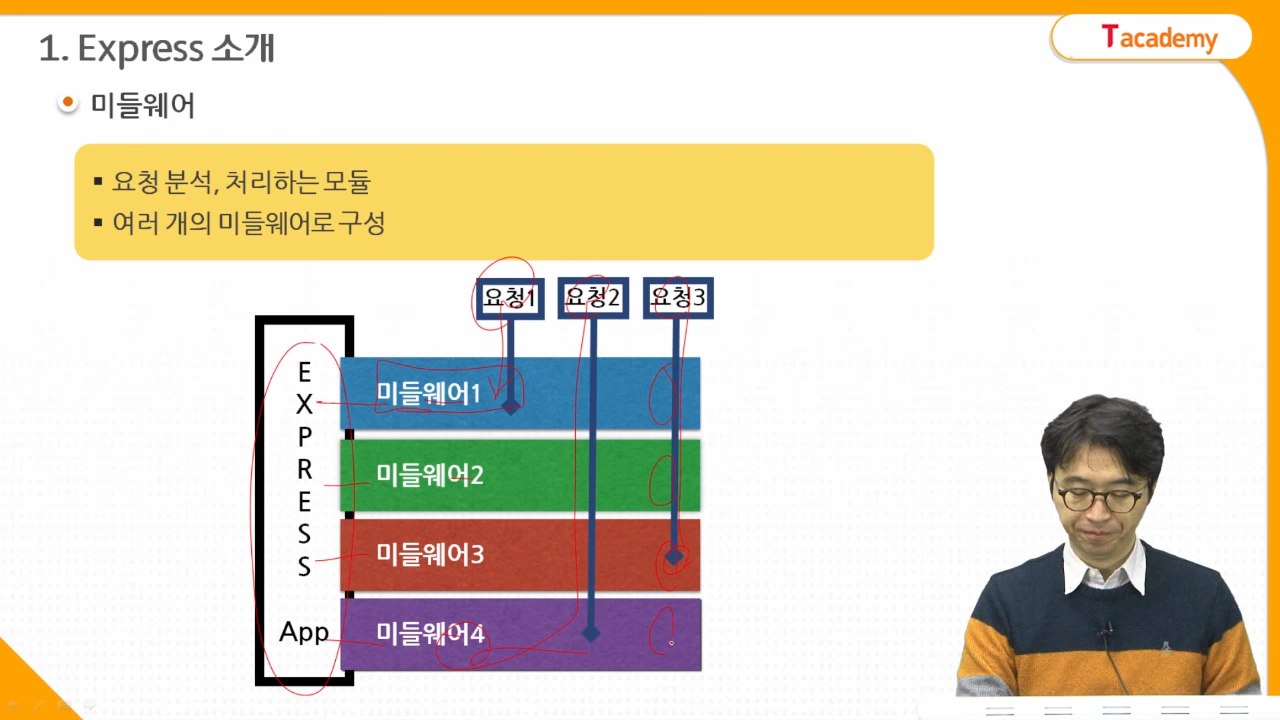 1. Express 소개
Tacademy
미들웨어
▪ 요청 분석, 처리하는 모듈
▪ 여러 개의 미들웨어로 구성
요청1 요청2 요청3
EXPRESS
App
미들웨어1
미들웨어2
미들웨어3
미들웨어4